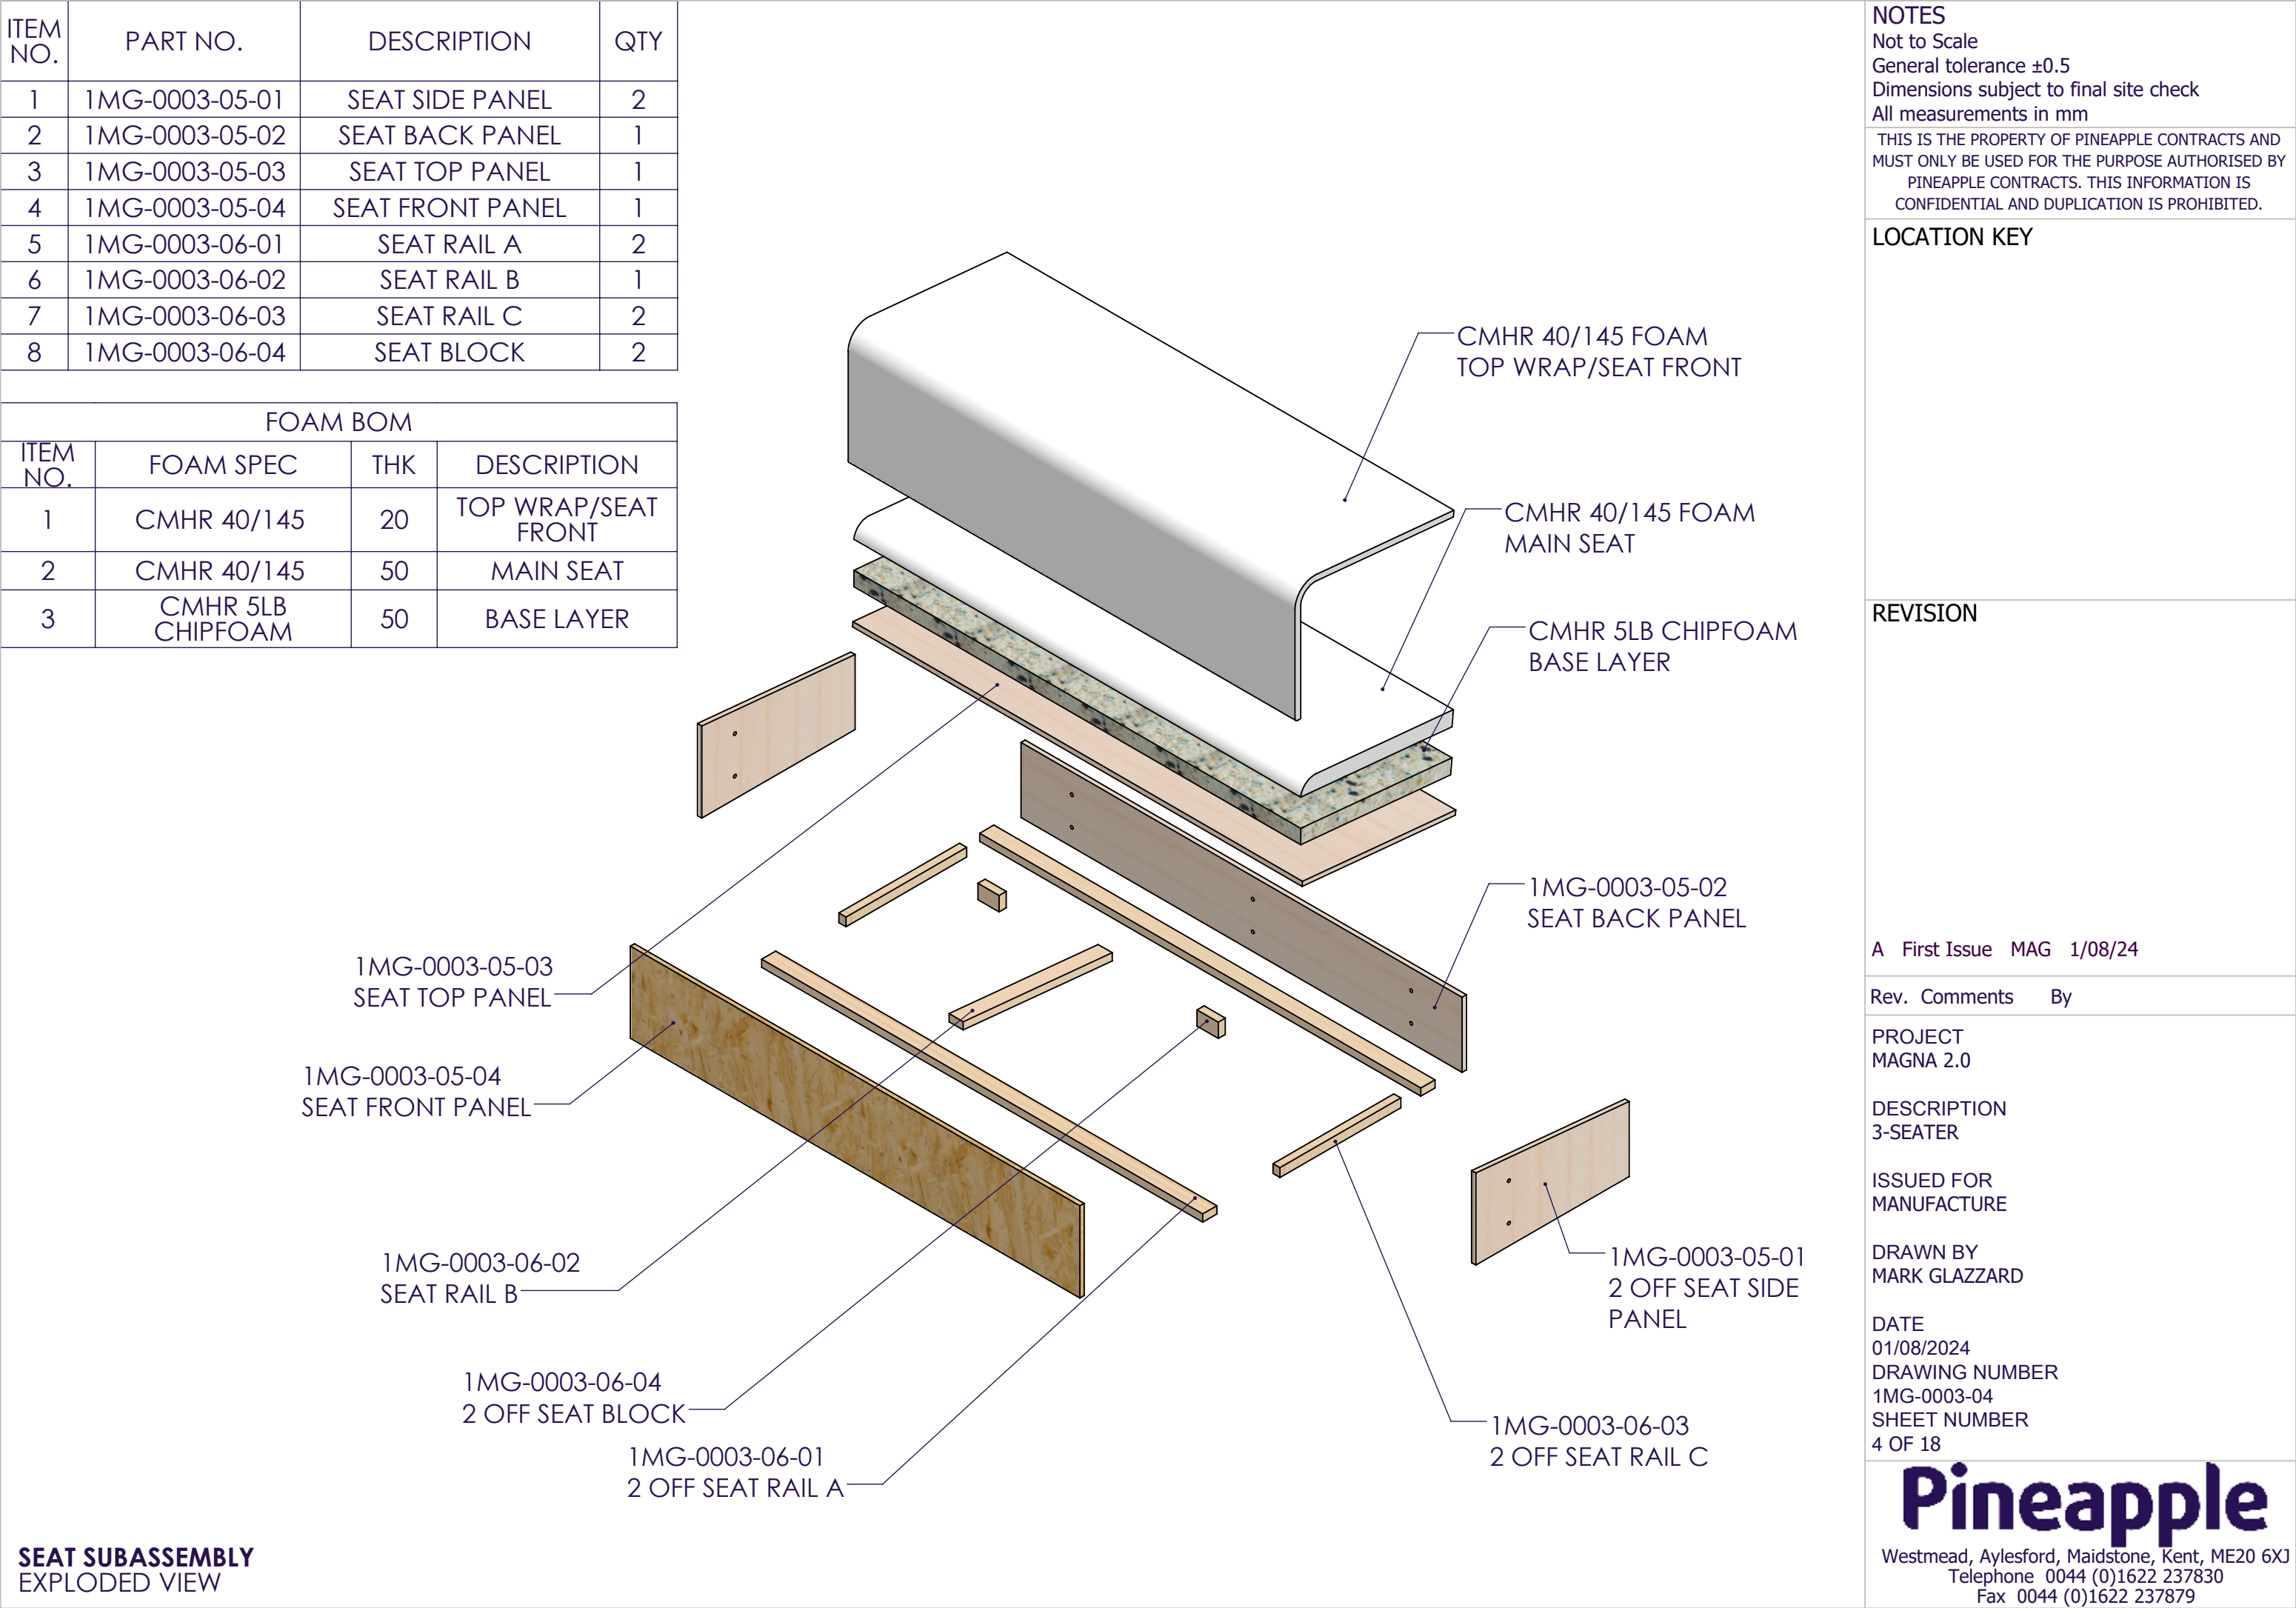 ITEM NO. PART NO. DESCRIPTION QTY
1 1MG-0003-05-01 SEAT SIDE PANEL 2
2 1MG-0003-05-02 SEAT BACK PANEL 1
3 1MG-0003-05-03 SEAT TOP PANEL 1
4 1MG-0003-05-04 SEAT FRONT PANEL 1
5 1MG-0003-06-01 SEAT RAIL A 2
6 1MG-0003-06-02 SEAT RAIL B 1
7 1MG-0003-06-03 SEAT RAIL C 2
8 1MG-0003-06-04 SEAT BLOCK 2
FOAM BOM
ITEM NO. FOAM SPEC THK DESCRIPTION
1 CMHR 40/145 20 TOP WRAP/SEAT FRONT
2 CMHR 40/145 50 MAIN SEAT
3 CMHR 5LB CHIPFOAM 50 BASE LAYER
CMHR 40/145 FOAM
TOP WRAP/SEAT FRONT
CMHR 40/145 FOAM
MAIN SEAT
CMHR 5LB CHIPFOAM
BASE LAYER
1MG-0003-05-02
SEAT BACK PANEL
1MG-0003-05-03
SEAT TOP PANEL
1MG-0003-05-04
SEAT FRONT PANEL
1MG-0003-06-02
SEAT RAIL B
1MG-0003-05-01
2 OFF SEAT SIDE
PANEL
1MG-0003-06-04
2 OFF SEAT BLOCK
1MG-0003-06-03
2 OFF SEAT RAIL C
1MG-0003-06-01
2 OFF SEAT RAIL A
SEAT SUBASSEMBLY
EXPLODED VIEW
NOTES
Not to Scale
General tolerance ±0.5
Dimensions subject to final site check
All measurements in mm
THIS IS THE PROPERTY OF PINEAPPLE CONTRACTS AND
MUST ONLY BE USED FOR THE PURPOSE AUTHORISED BY
PINEAPPLE CONTRACTS. THIS INFORMATION IS
CONFIDENTIAL AND DUPLICATION IS PROHIBITED.
LOCATION KEY
REVISION
A First Issue MAG 1/08/24
Rev. Comments By
PROJECT
MAGNA 2.0
DESCRIPTION
3-SEATER
ISSUED FOR
MANUFACTURE
DRAWN BY
MARK GLAZZARD
DATE
01/08/2024
DRAWING NUMBER
1MG-0003-04
SHEET NUMBER
4 OF 18
Pineapple
Westmead, Aylesford, Maidstone, Kent, ME20 6XJ
Telephone 0044 (0)1622 237830
Fax 0044 (0)1622 237879